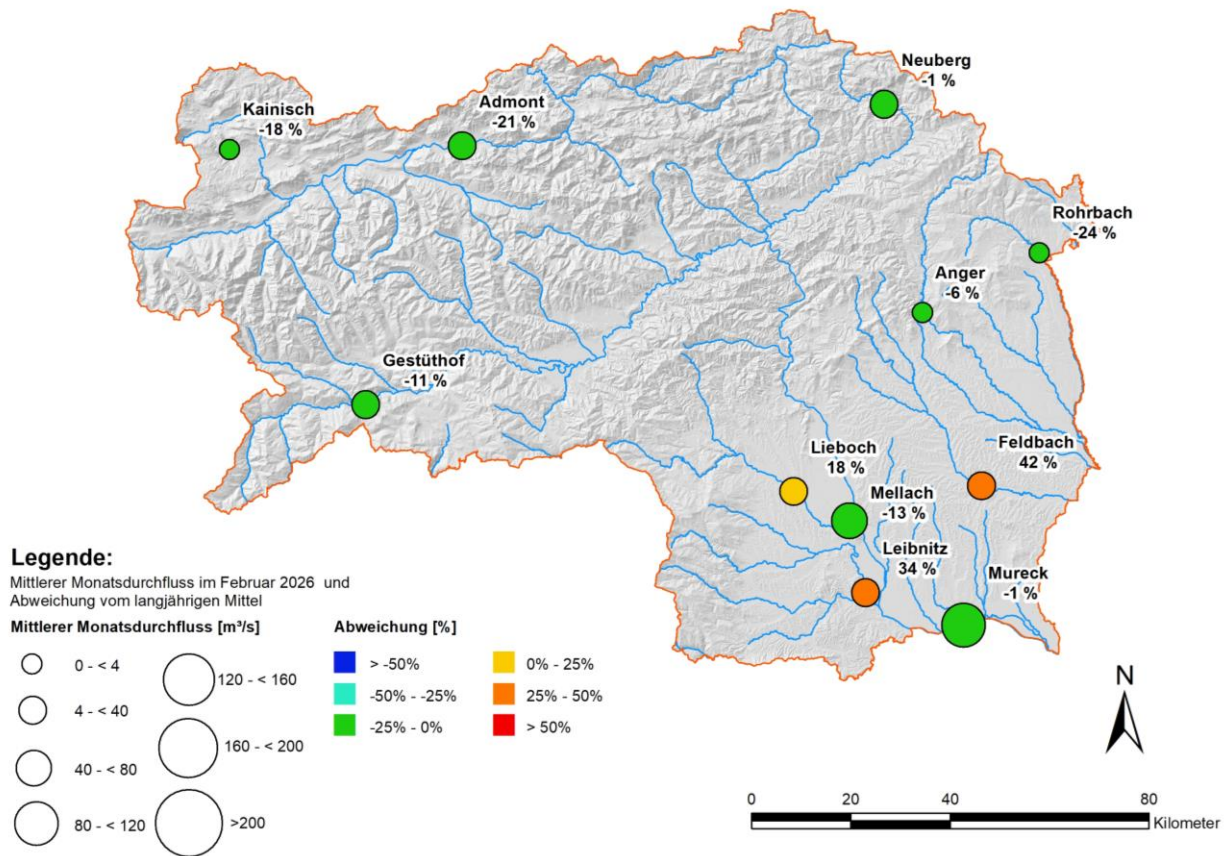 Neuberg
-1 %
Kainisch
-18 %
Admont
-21 %
Rohrbach
-24 %
Anger
-6 %
Gestüthof
-11 %
Lieboch
18 %
Feldbach
42 %
Mellach
-13 %
Leibnitz
34 %
Mureck
-1 %
Legende:
Mittlerer Monatsdurchfluss im Februar 2026 und
Abweichung vom langjährigen Mittel
Mittlerer Monatsdurchfluss [m³/s]
0 - < 4
4 - < 40
40 - < 80
80 - < 120
120 - < 160
160 - < 200
>200
Abweichung [%]
> -50%
-50% - -25%
-25% - 0%
0% - 25%
25% - 50%
> 50%
N
0 20 40 80
Kilometer